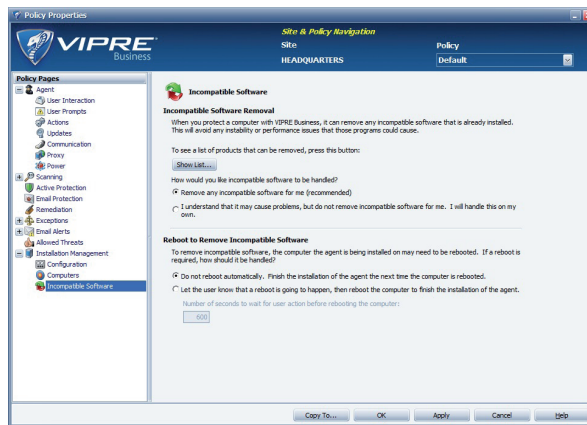 Policy Properties
VIPRE
Business
Site & Policy Navigation
Site
Policy
HEADQUARTERS
Default
Policy Pages
Agent
User Interaction
User Prompts
Actions
Updates
Communication
Proxy
Power
Scanning
Active Protection
Email Protection
Remediation
Exceptions
Email Alerts
Allowed Threats
Installation Management
Configuration
Computers
Incompatible Software
Incompatible Software
Incompatible Software Removal
When you protect a computer with VIPRE Business, it can remove any incompatible software that is already installed.
This will avoid any instability or performance issues that those programs could cause.
To see a list of products that can be removed, press this button:
Show List...
How would you like incompatible software to be handled?
Remove any incompatible software for me (recommended)
I understand that it may cause problems, but do not remove incompatible software for me. I will handle this on my
own.
Reboot to Remove Incompatible Software
To remove incompatible software, the computer the agent is being installed on may need to be rebooted. If a reboot is
required, how should it be handled?
Do not reboot automatically. Finish the installation of the agent the next time the computer is rebooted.
Let the user know that a reboot is going to happen, then reboot the computer to finish the installation of the agent.
Number of seconds to wait for user action before rebooting the computer:
600
Copy To...
OK
Apply
Cancel
Help